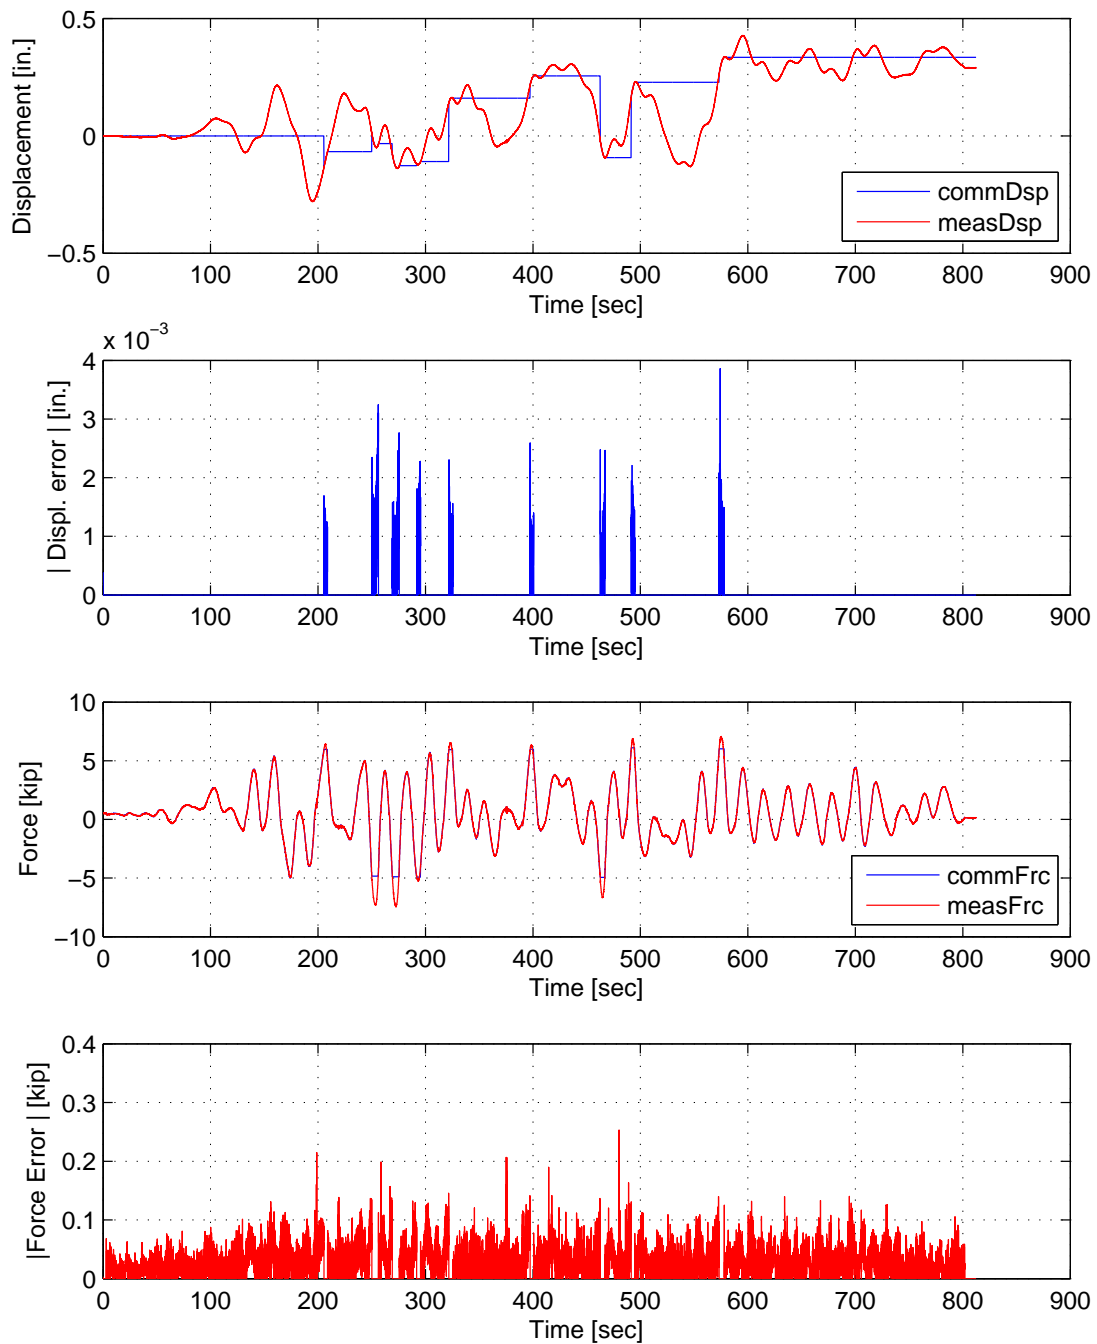 0.5
0
−0.5
Displacement [in.]
commDsp
measDsp
0 100 200 300 400 500 600 700 800 900
Time [sec]
x 10−3
4
3
2
1
0
| Displ. error | [in.]
0 100 200 300 400 500 600 700 800 900
Time [sec]
10
5
0
−5
−10
Force [kip]
commFrc
measFrc
0 100 200 300 400 500 600 700 800 900
Time [sec]
0.4
0.3
0.2
0.1
0
|Force Error | [kip]
0 100 200 300 400 500 600 700 800 900
Time [sec]